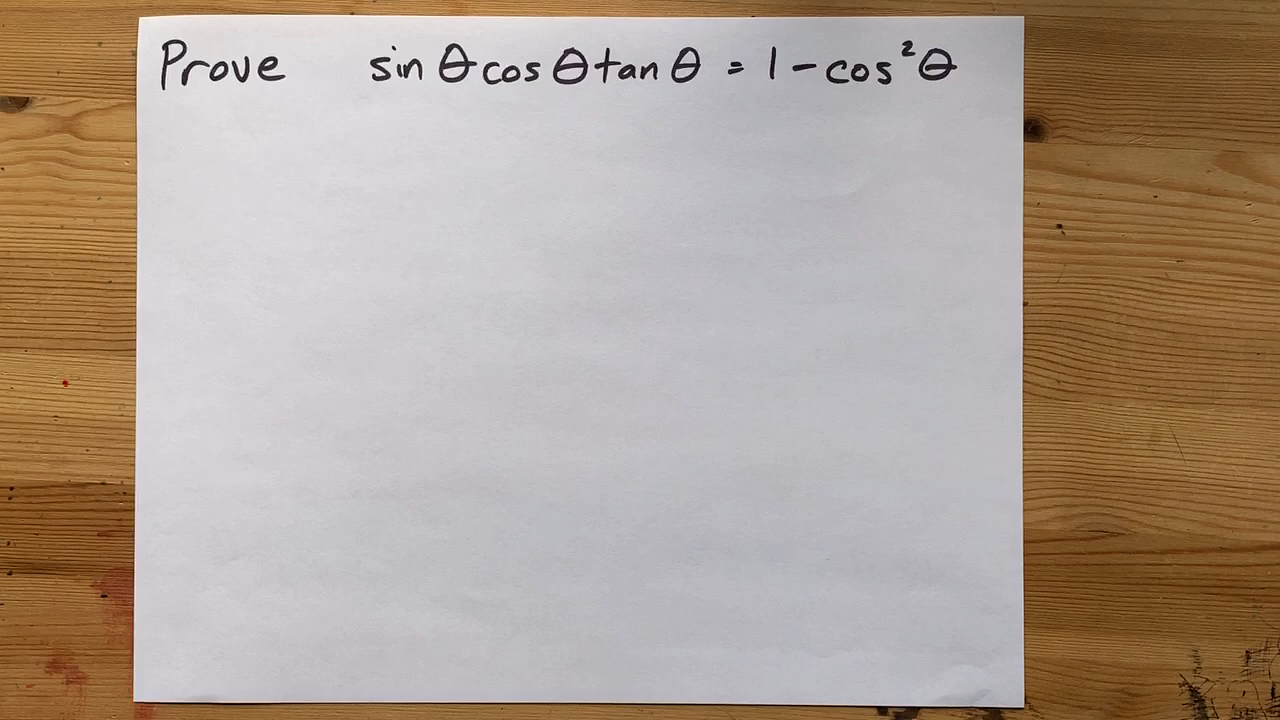 Prove sin θ cos θ tan θ = 1 - cos²θ